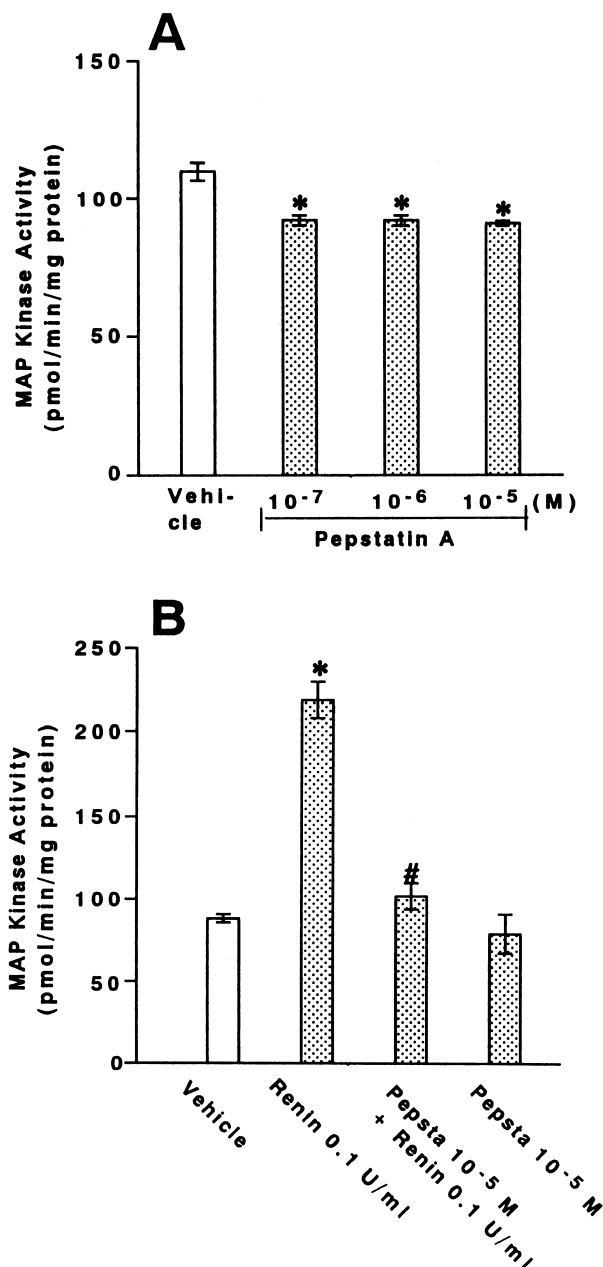 A
MAP Kinase Activity
(pmol/min/mg protein)
150
100
50
0
*
*
*
Vehi-
cle
10-7
10-6
10-5
(M)
Pepstatin A
B
MAP Kinase Activity
(pmol/min/mg protein)
250
200
150
100
50
0
*
#
Vehicle
Renin 0.1 U/ml
Pepsta 10-5 M
+ Renin 0.1 U/ml
Pepsta 10-5 M